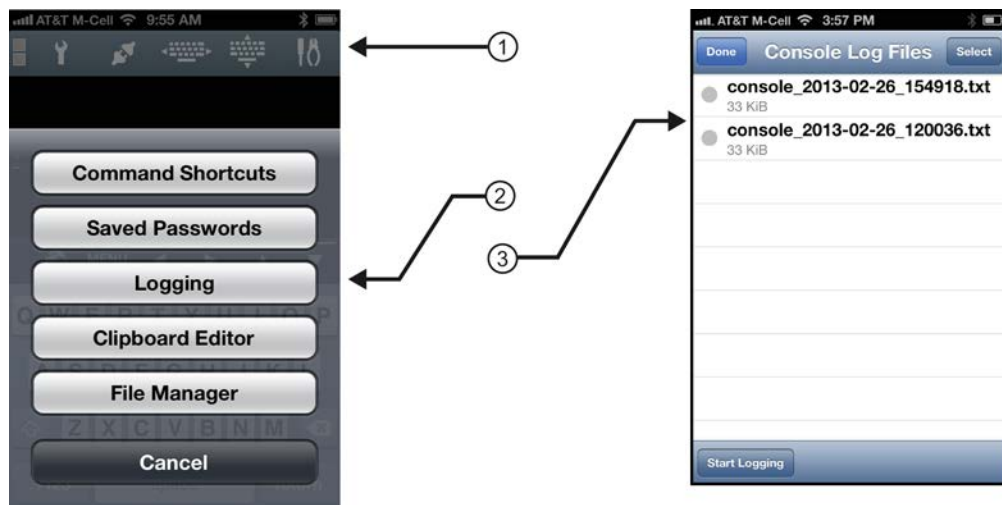 AT&T M-Cell 9:55 AM
Command Shortcuts
Saved Passwords
Logging
Clipboard Editor
File Manager
Z X C V B N M
Cancel
1
2
3
AT&T M-Cell 3:57 PM
Done Console Log Files Select
console_2013-02-26_154918.txt
33 KiB
console_2013-02-26_120036.txt
33 KiB
Start Logging